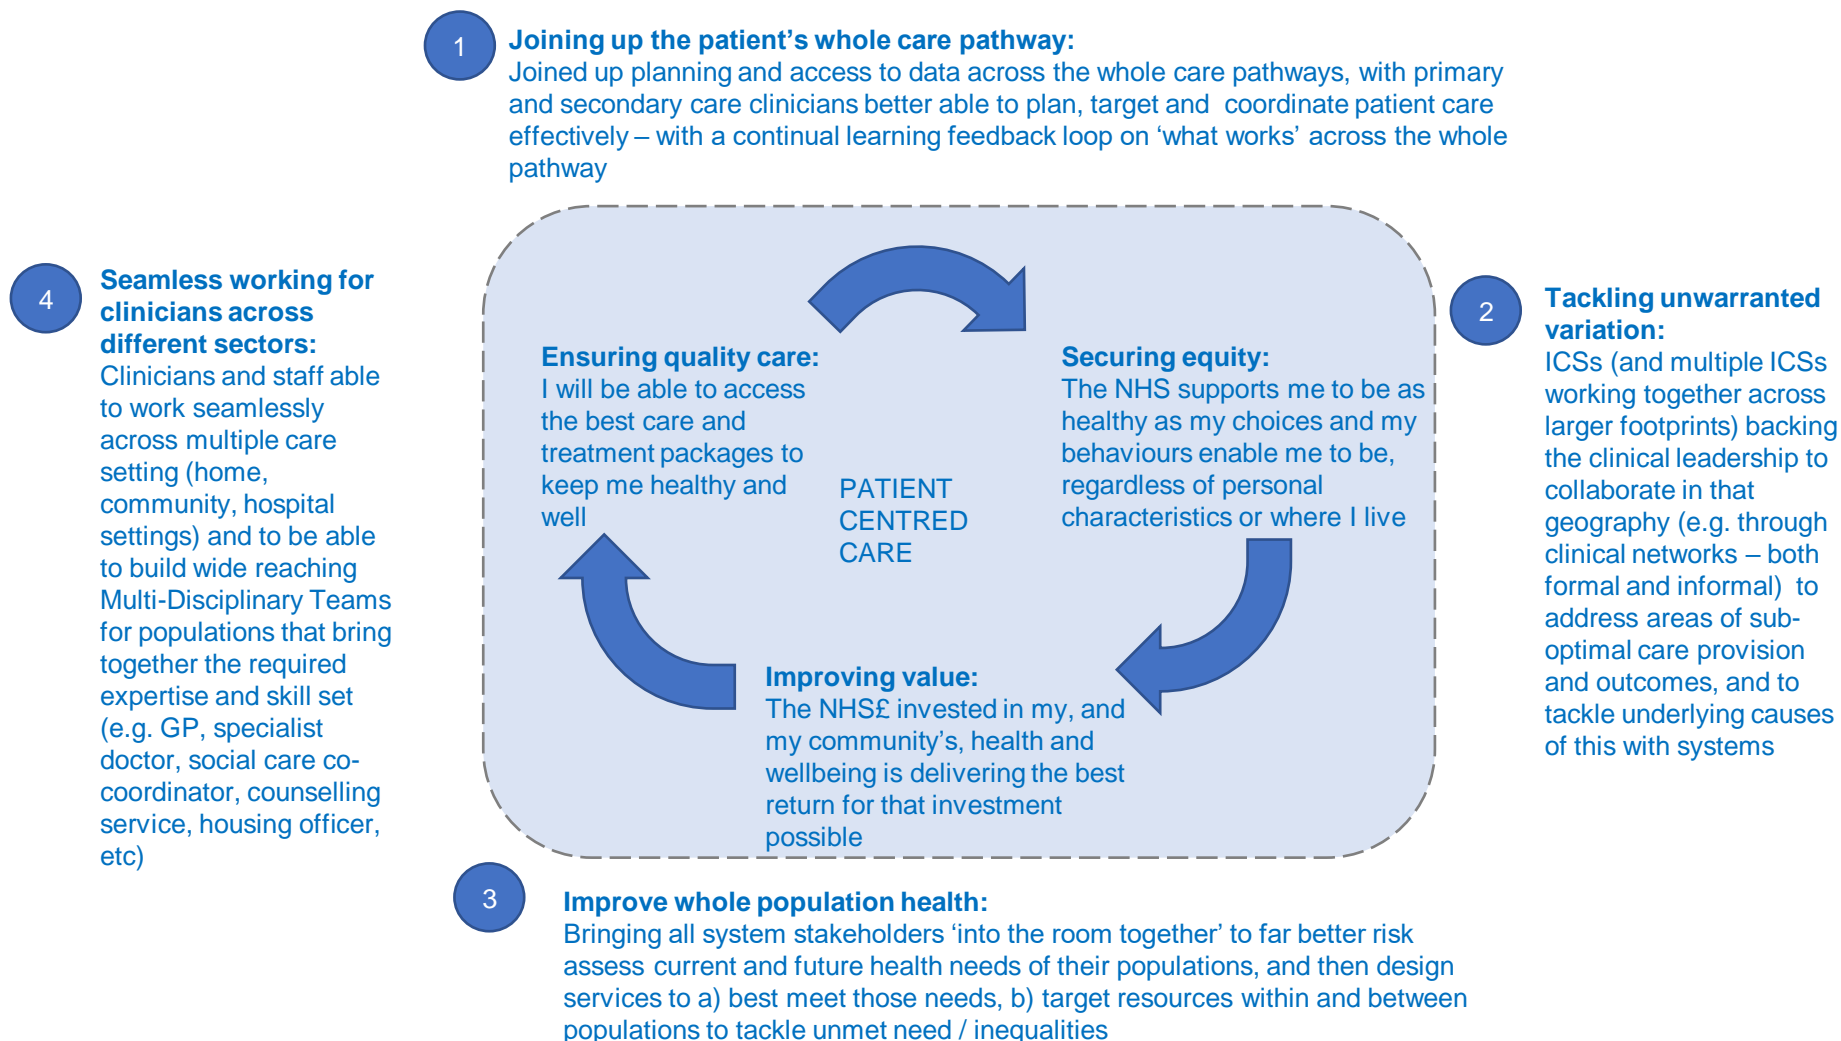 1
Joining up the patient’s whole care pathway:
Joined up planning and access to data across the whole care pathways, with primary
and secondary care clinicians better able to plan, target and coordinate patient care
effectively – with a continual learning feedback loop on ‘what works’ across the whole
pathway
4
Seamless working for
clinicians across
different sectors:
Clinicians and staff able
to work seamlessly
across multiple care
setting (home,
community, hospital
settings) and to be able
to build wide reaching
Multi-Disciplinary Teams
for populations that bring
together the required
expertise and skill set
(e.g. GP, specialist
doctor, social care co-
coordinator, counselling
service, housing officer,
etc)
Ensuring quality care:
I will be able to access
the best care and
treatment packages to
keep me healthy and
well
PATIENT
CENTRED
CARE
Securing equity:
The NHS supports me to be as
healthy as my choices and my
behaviours enable me to be,
regardless of personal
characteristics or where I live
Improving value:
The NHS£ invested in my, and
my community’s, health and
wellbeing is delivering the best
return for that investment
possible
2
Tackling unwarranted
variation:
ICSs (and multiple ICSs
working together across
larger footprints) backing
the clinical leadership to
collaborate in that
geography (e.g. through
clinical networks – both
formal and informal) to
address areas of sub-
optimal care provision
and outcomes, and to
tackle underlying causes
of this with systems
3
Improve whole population health:
Bringing all system stakeholders ‘into the room together’ to far better risk
assess current and future health needs of their populations, and then design
services to a) best meet those needs, b) target resources within and between
populations to tackle unmet need / inequalities